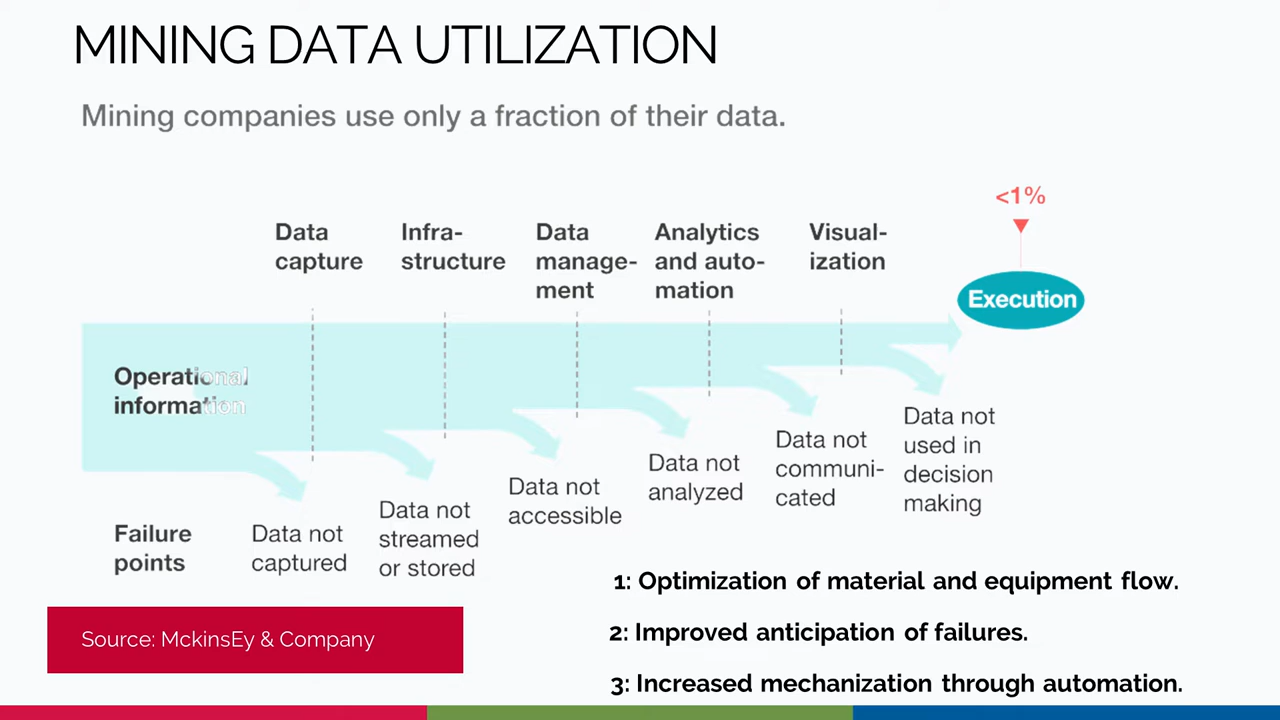 MINING DATA UTILIZATION
Mining companies use only a fraction of their data.
<1%
Data
capture
Infra-
structure
Data
manage-
ment
Analytics
and auto-
mation
Visual-
ization
Execution
Operational
information
Failure
points
Data not
captured
Data not
streamed
or stored
Data not
accessible
Data not
analyzed
Data not
communi-
cated
Data not
used in
decision
making
1: Optimization of material and equipment flow.
2: Improved anticipation of failures.
3: Increased mechanization through automation.
Source: MckinsEy & Company